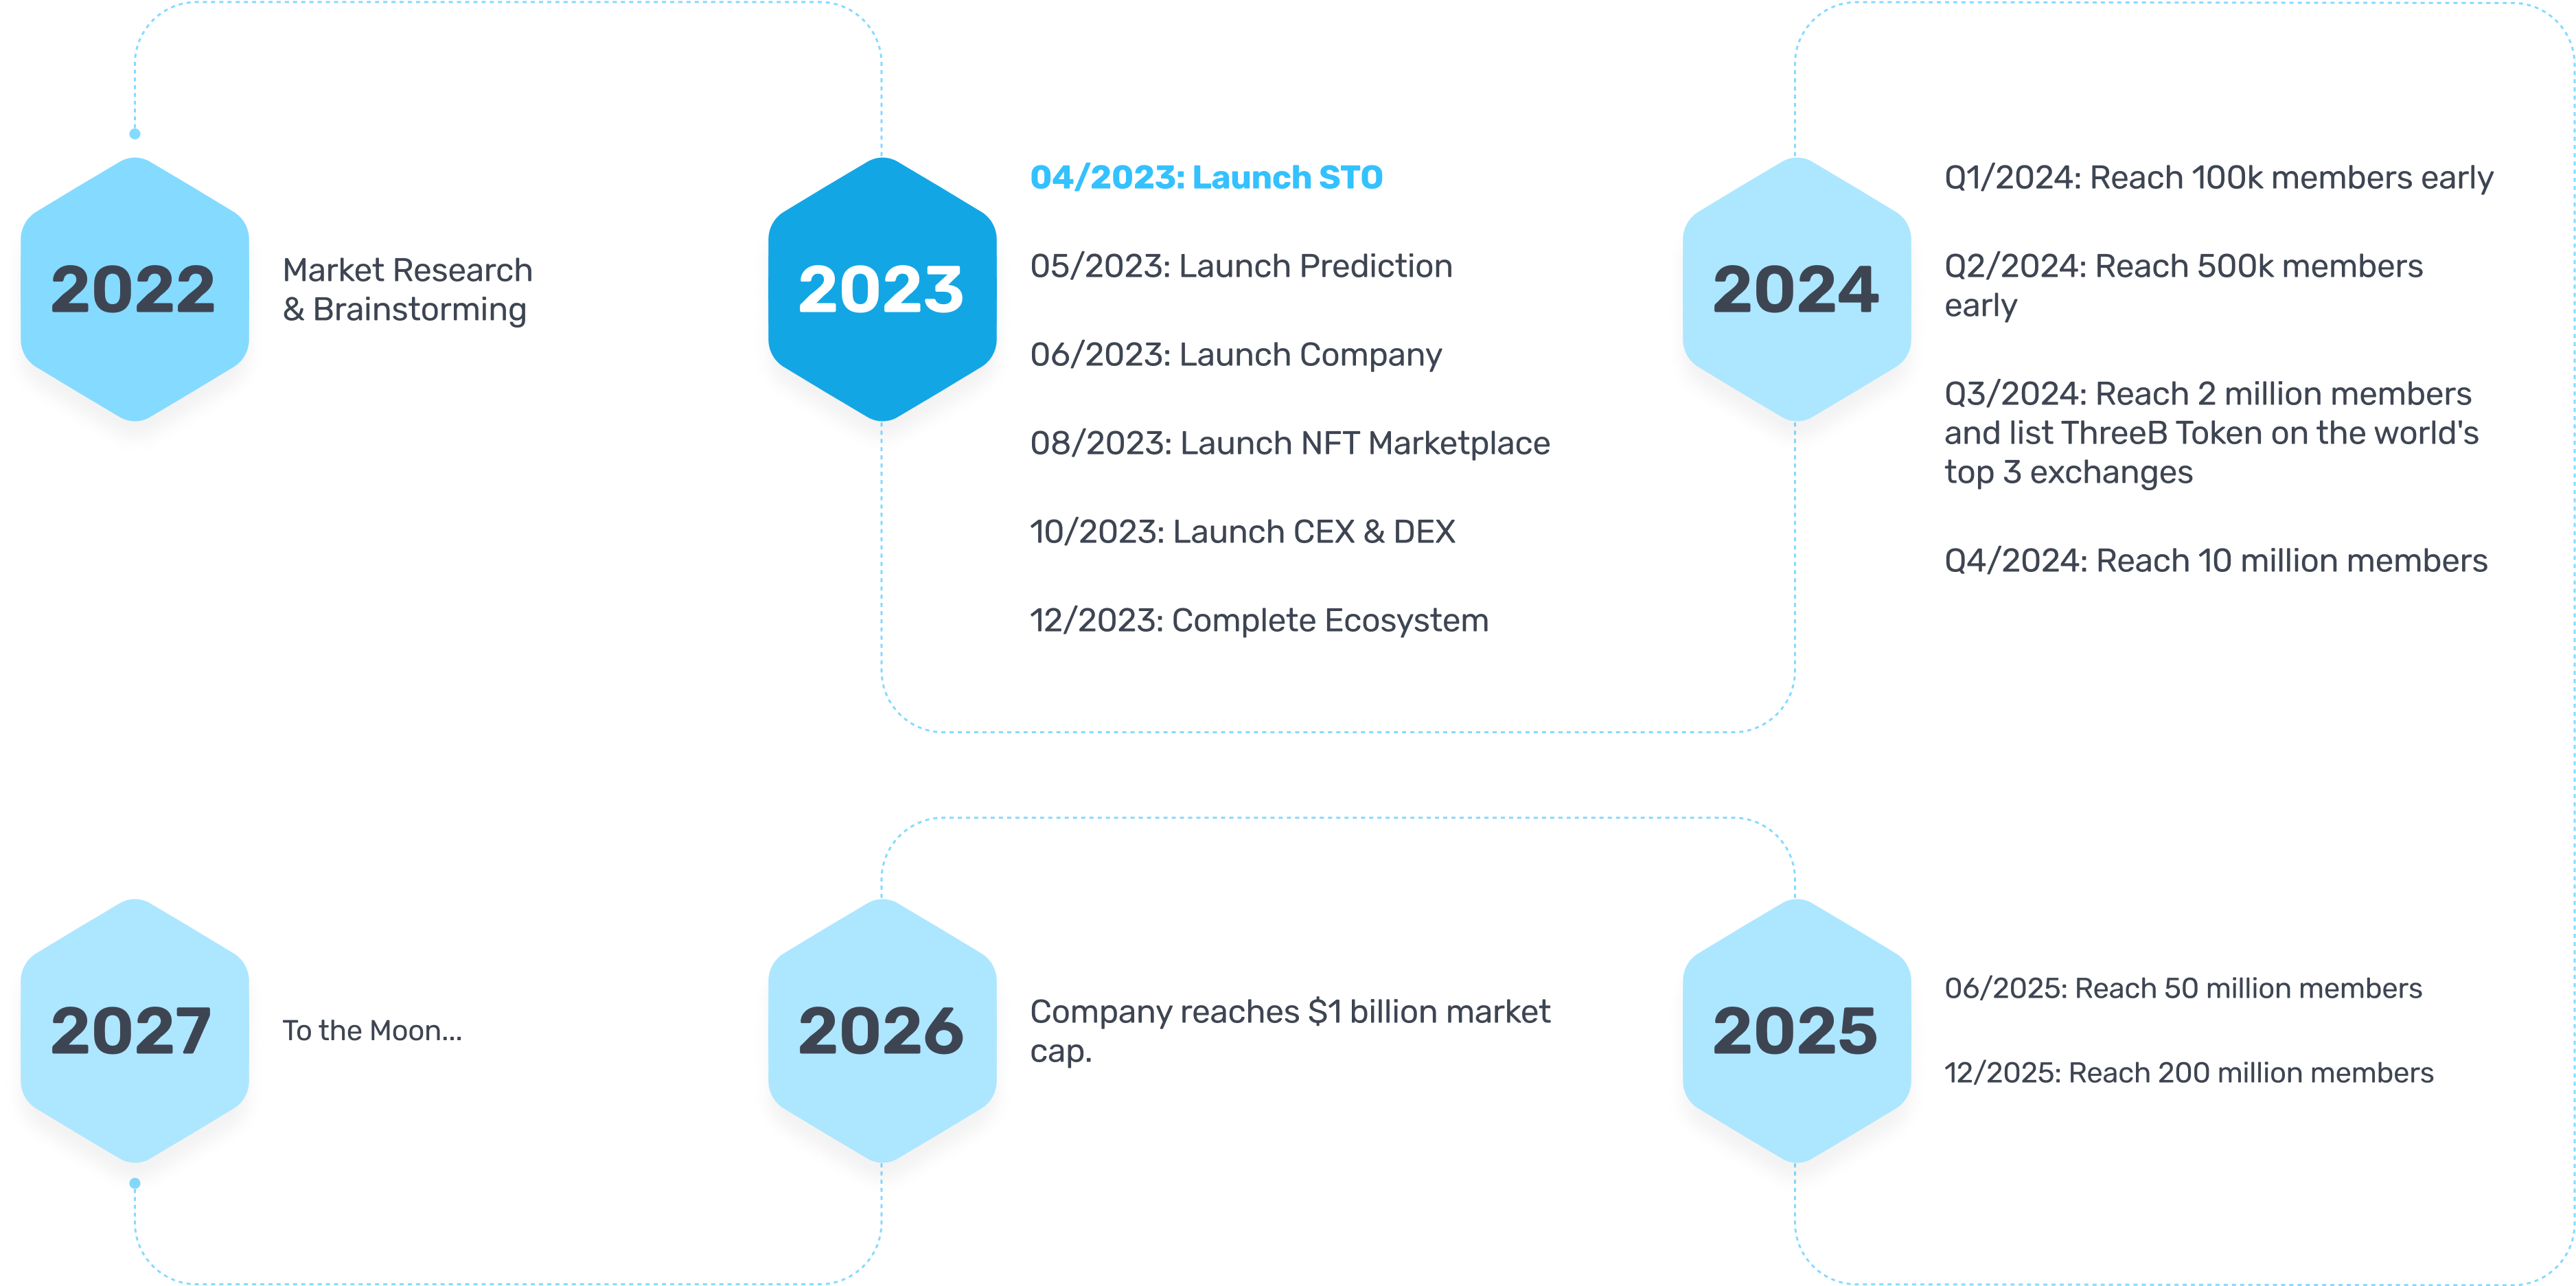 2022
Market Research
& Brainstorming
2023
04/2023: Launch STO
05/2023: Launch Prediction
06/2023: Launch Company
08/2023: Launch NFT Marketplace
10/2023: Launch CEX & DEX
12/2023: Complete Ecosystem
2024
Q1/2024: Reach 100k members early
Q2/2024: Reach 500k members
early
Q3/2024: Reach 2 million members
and list ThreeB Token on the world's
top 3 exchanges
Q4/2024: Reach 10 million members
2027
To the Moon...
2026
Company reaches $1 billion market
cap.
2025
06/2025: Reach 50 million members
12/2025: Reach 200 million members